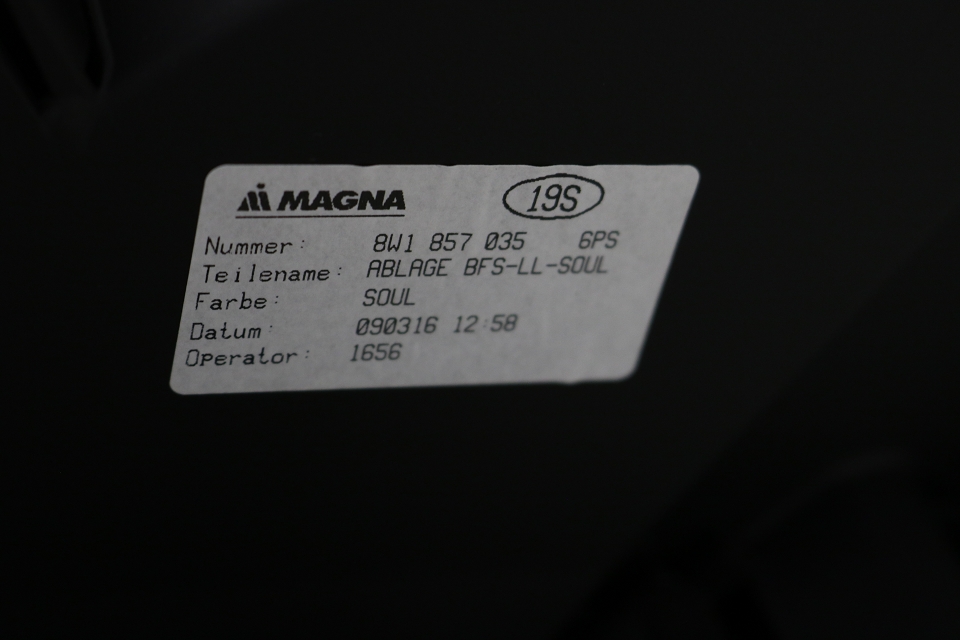 MAGNA 19S
Nummer: 8W1 857 035 6PS
Teilename: ABLAGE BFS-LL-SOUL
Farbe: SOUL
Datum: 090316 12:58
Operator: 1656